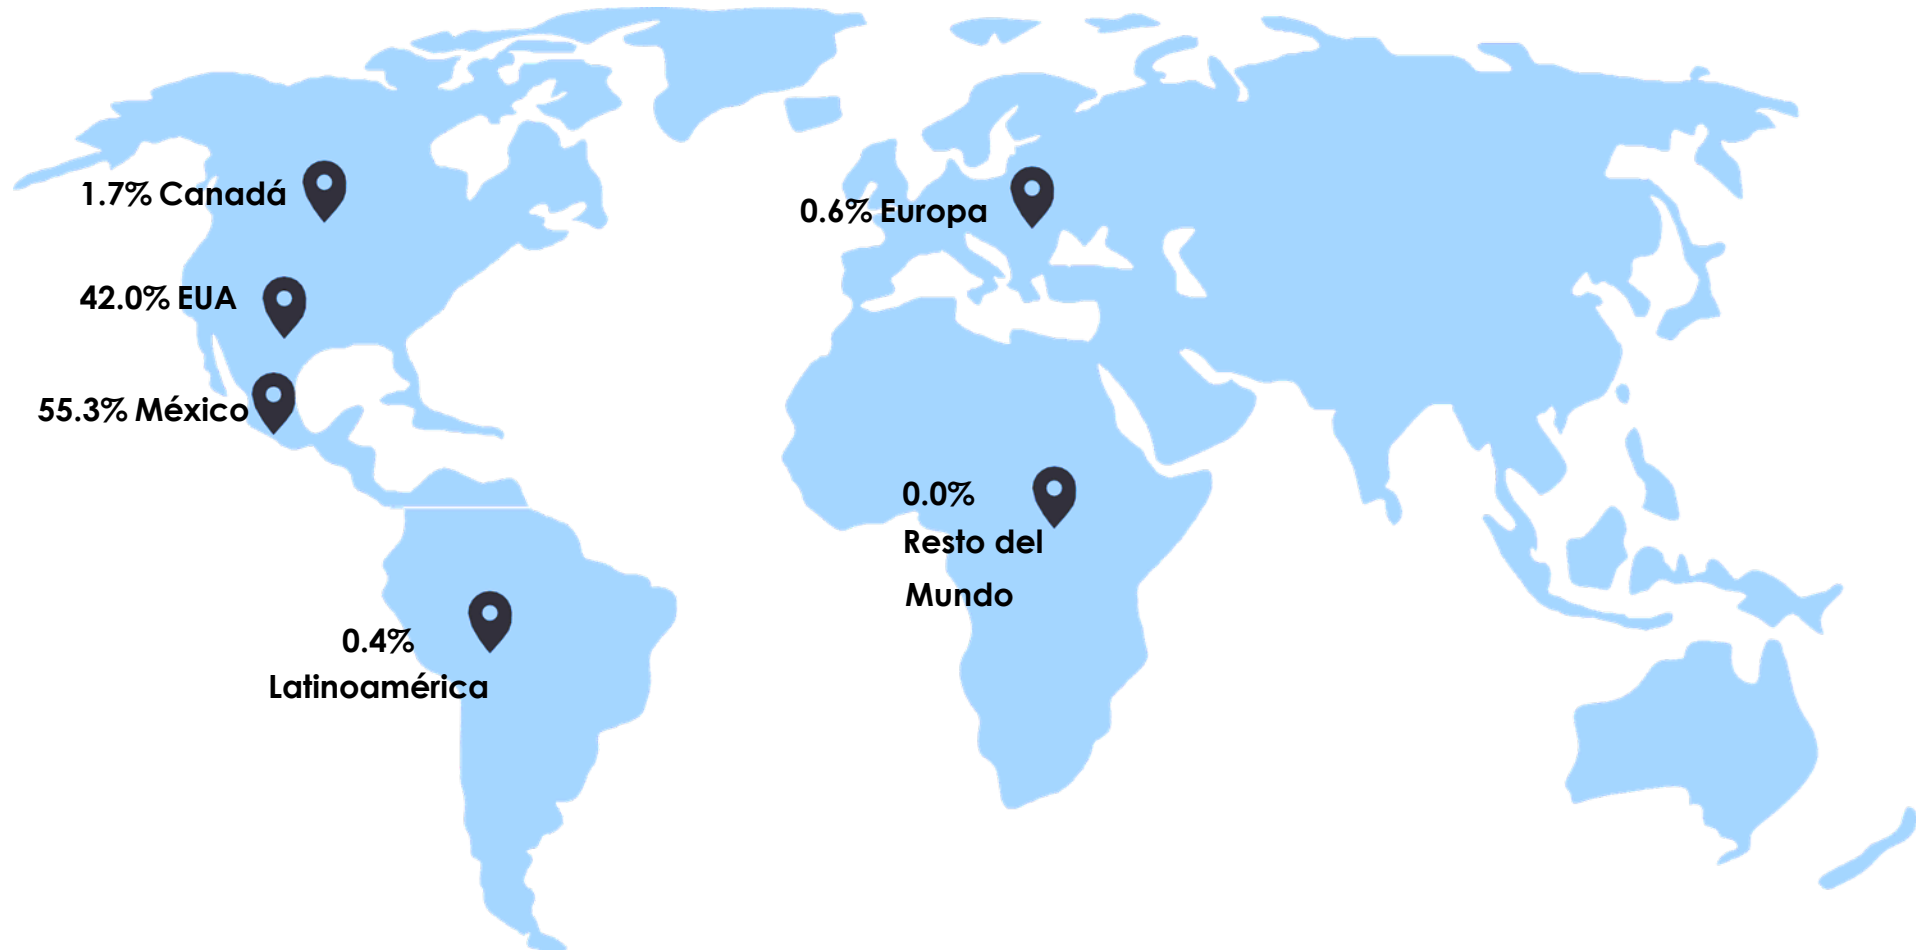 1.7% Canadá
0.6% Europa
42.0% EUA
55.3% México
0.0%
Resto del
Mundo
0.4%
Latinoamérica